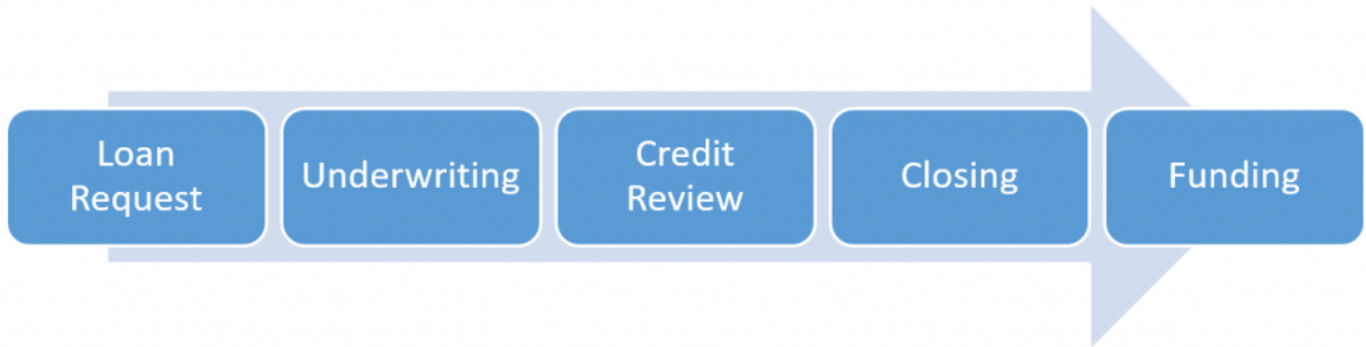 Loan
Request
Underwriting
Credit
Review
Closing
Funding